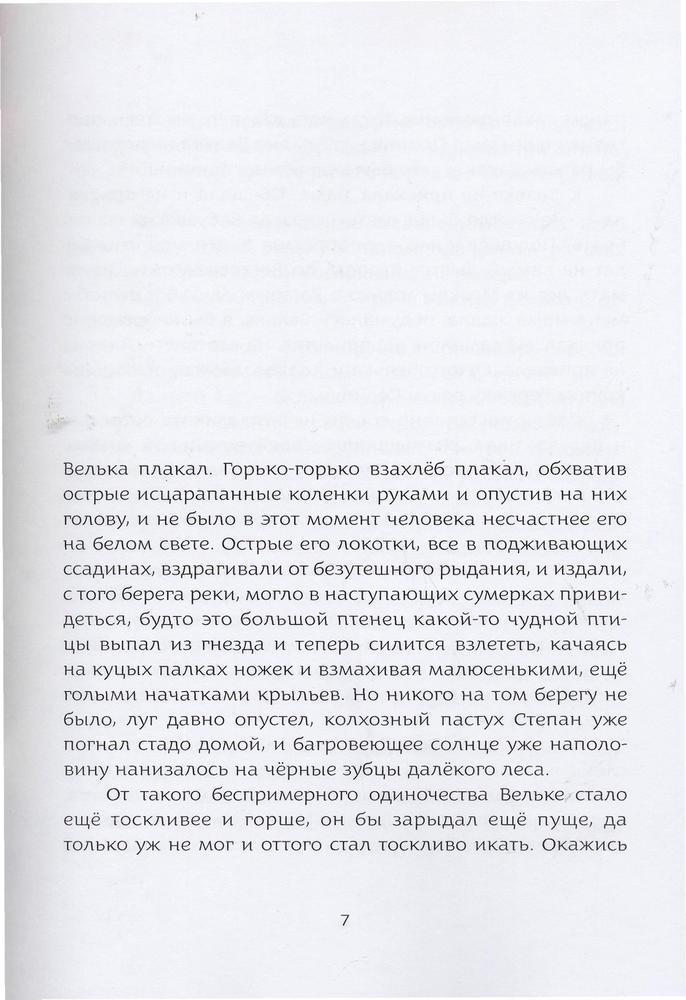 Велька плакал. Горько-горько взахлёб плакал, обхватив
острые исцарапанные коленки руками и опустив на них
голову, и не было в этот момент человека несчастнее его
на белом свете. Острые его локотки, все в подживающих
ссадинах, вздрагивали от безутешного рыдания, и издали,
с того берега реки, могло в наступающих сумерках приви-
деться, будто это большой птенец какой-то чудной пти-
цы выпал из гнезда и теперь силится взлететь, качаясь
на куцых палках ножек и взмахивая малюсенькими, ещё
голыми начатками крыльев. Но никого на том берегу не
было, луг давно опустел, колхозный пастух Степан уже
погнал стадо домой, и багровеющее солнце уже наполо-
вину нанизалось на чёрные зубцы далёкого леса.
От такого беспримерного одиночества Вельке стало
ещё тоскливее и горше, он бы зарыдал ещё пуще, да
только уж не мог и оттого стал тоскливо икать. Окажись
7